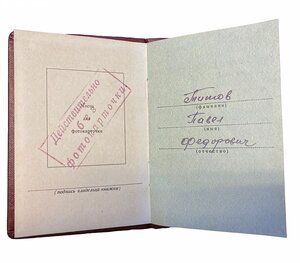 Место
для
фотокарточки
Действительно
без
фотокарточки
(подпись владельца книжки)
Титов
(фамилия)
Павел
(имя)
Федорович
(отчество)